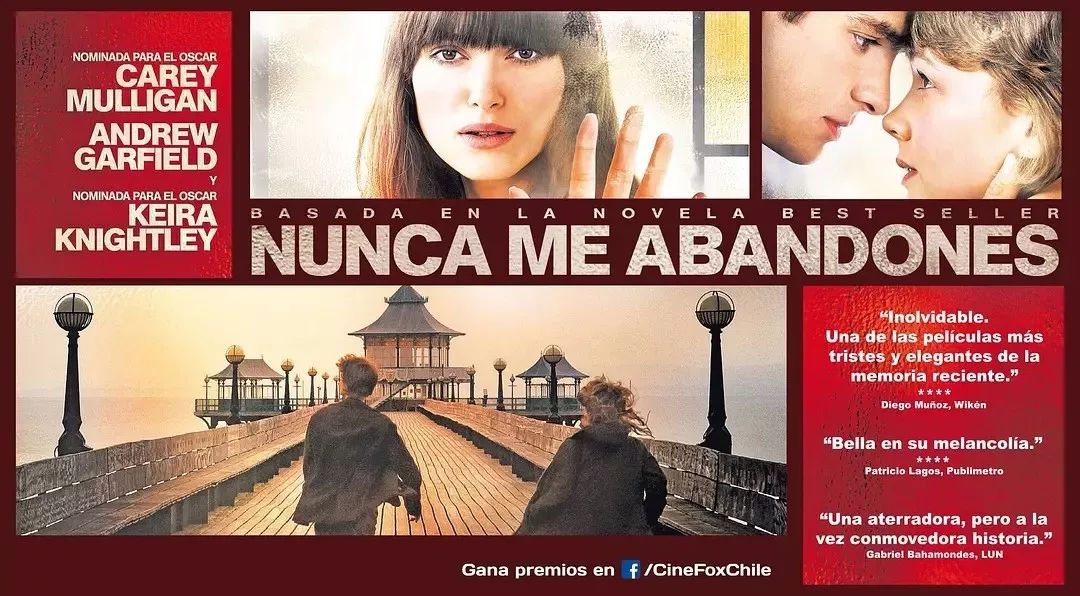 NOMINADA PARA EL OSCAR
CAREY
MULLIGAN
ANDREW
GARFIELD
Y
NOMINADA PARA EL OSCAR
KEIRA
KNIGHTLEY
BASADA EN LA NOVELA BEST SELLER
NUNCA ME ABANDONES
“Inolvidable.
Una de las películas más
tristes y elegantes de la
memoria reciente.”
****
Diego Muñoz, Wikén
“Bella en su melancolía.”
****
Patricio Lagos, Publimetro
“Una aterradora, pero a la
vez conmovedora historia.”
Gabriel Bahamondes, LUN
Gana premios en f /CineFoxChile